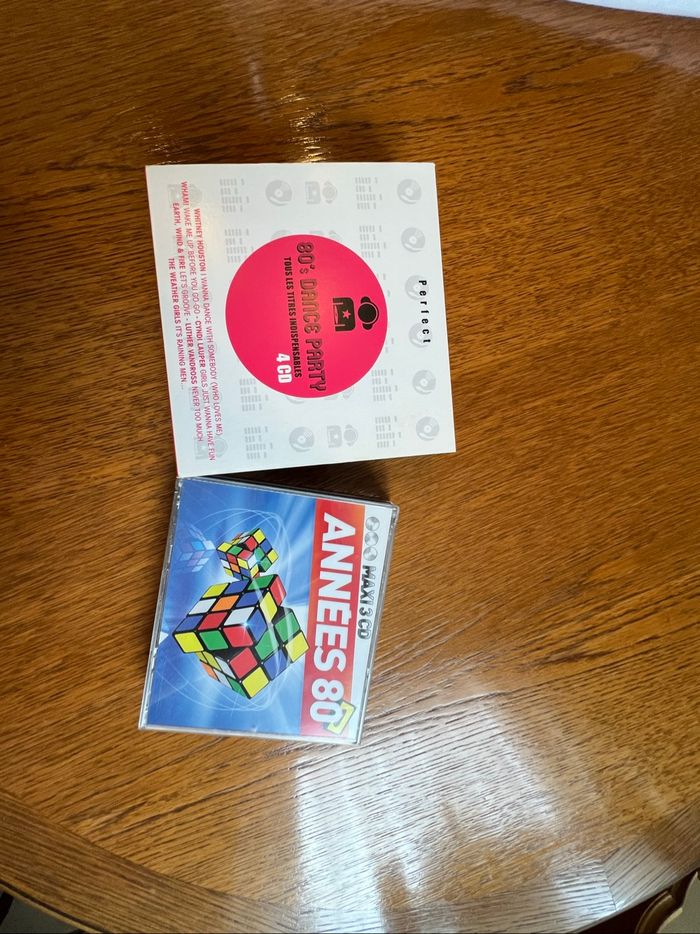 Perfect
80's DANCE PARTY
TOUS LES TITRES INDISPENSABLES
4 CD
WHITNEY HOUSTON I WANNA DANCE WITH SOMEBODY (WHO LOVES ME)
WHAM! WAKE ME UP BEFORE YOU GO-GO - CYNDI LAUPER GIRLS JUST WANNA HAVE FUN
EARTH, WIND & FIRE LET'S GROOVE - LUTHER VANDROSS NEVER TOO MUCH
THE WEATHER GIRLS IT'S RAINING MEN...
MAXI 3 CD
ANNEES 80